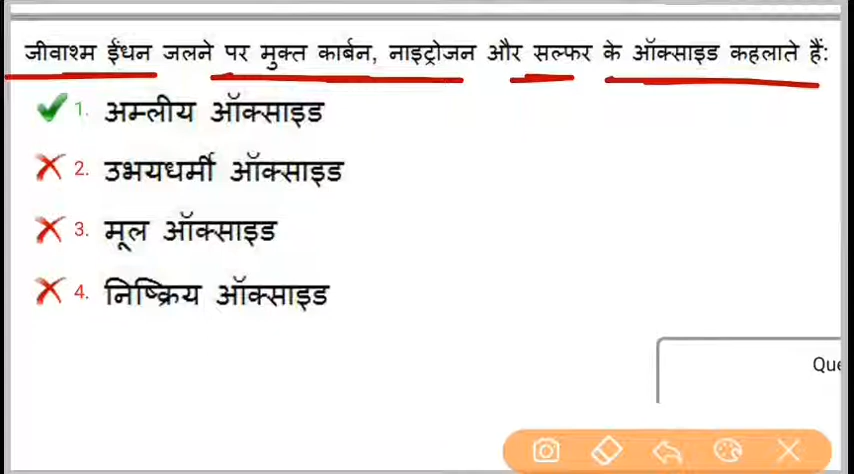 जीवाश्म ईंधन जलने पर मुक्त कार्बन, नाइट्रोजन और सल्फर के ऑक्साइड कहलाते हैं:
1. अम्लीय ऑक्साइड
2. उभयधर्मी ऑक्साइड
3. मूल ऑक्साइड
4. निष्क्रिय ऑक्साइड
Que